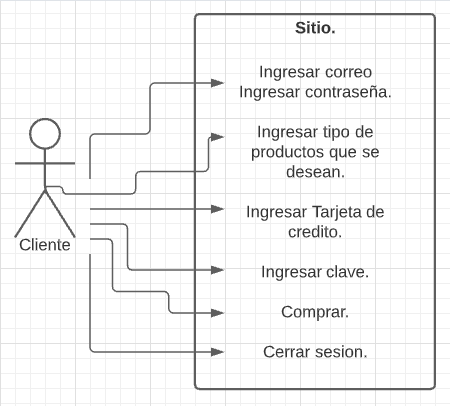 Sitio.
Ingresar correo
Ingresar contraseña.
Ingresar tipo de
productos que se
desean.
Ingresar Tarjeta de
credito.
Cliente
Ingresar clave.
Comprar.
Cerrar sesion.